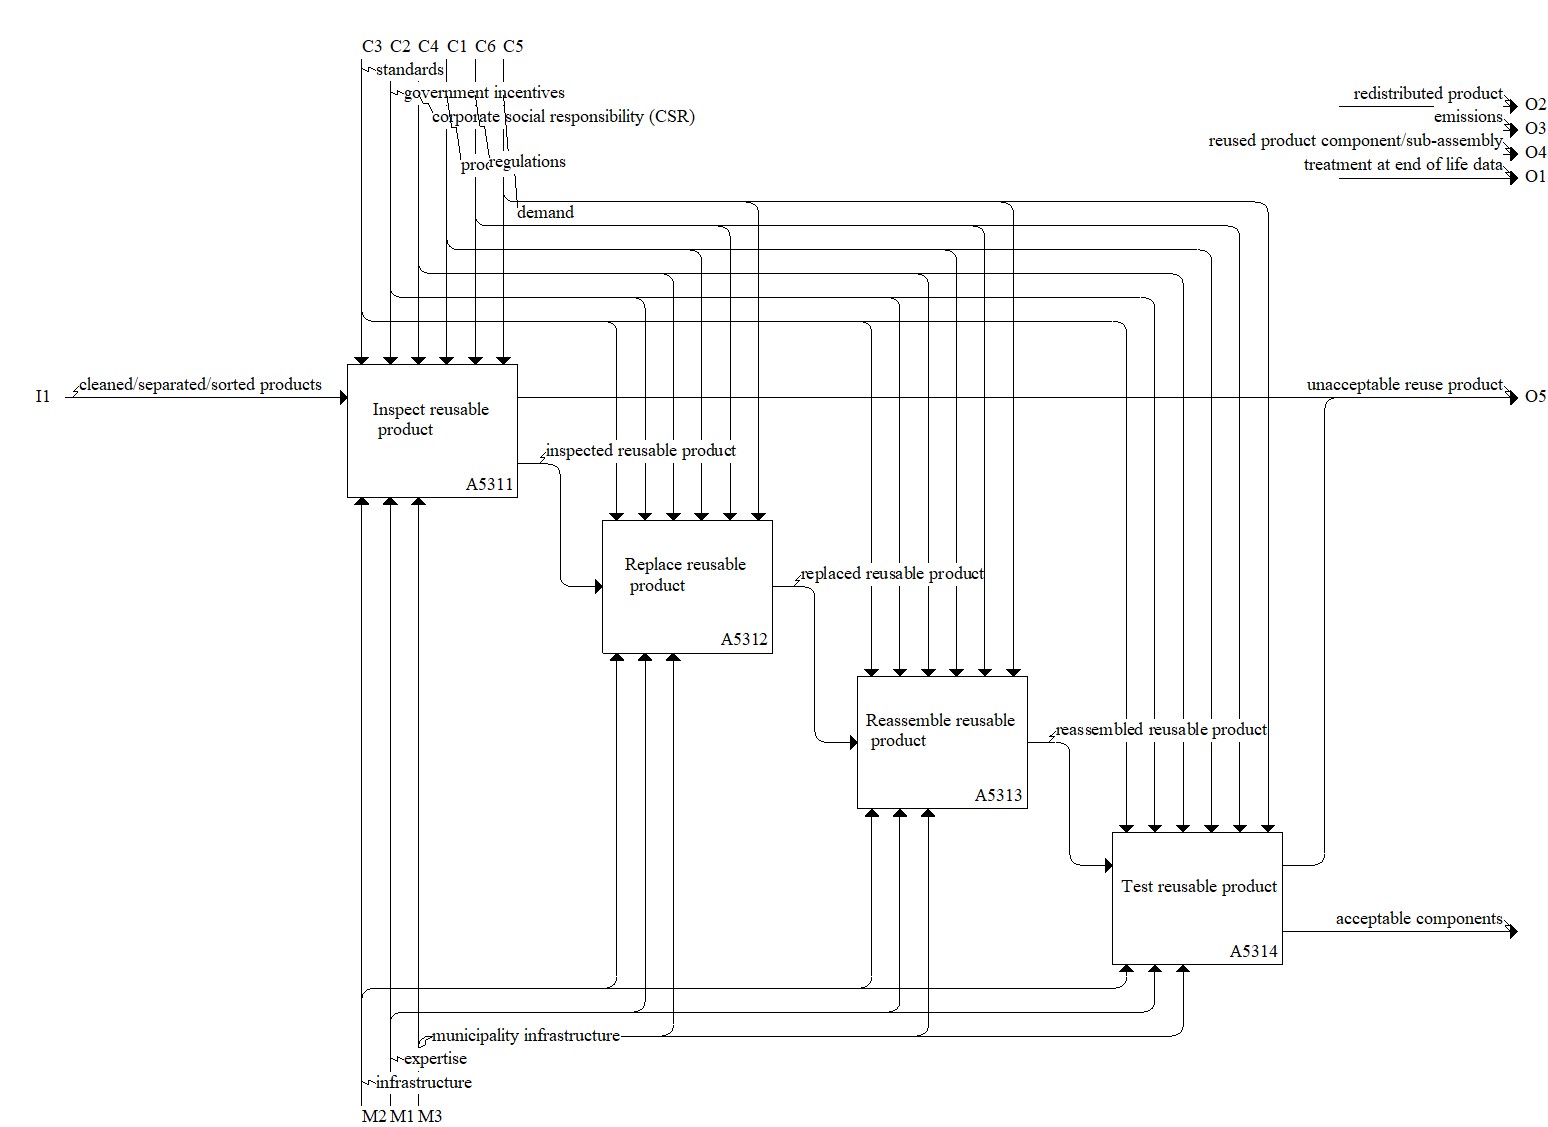 C3 C2 C4 C1 C6 C5
standards
government incentives
corporate social responsibility (CSR)
regulations
demand
redistributed product O2
emissions O3
reused product component/sub-assembly O4
treatment at end of life data O1
I1 cleaned/separated/sorted products
unacceptable reuse product O5
Inspect reusable
product
A5311
inspected reusable product
Replace reusable
product
A5312
replaced reusable product
Reassemble reusable
product
A5313
reassembled reusable product
Test reusable product
A5314
acceptable components
municipality infrastructure
expertise
infrastructure
M2 M1 M3